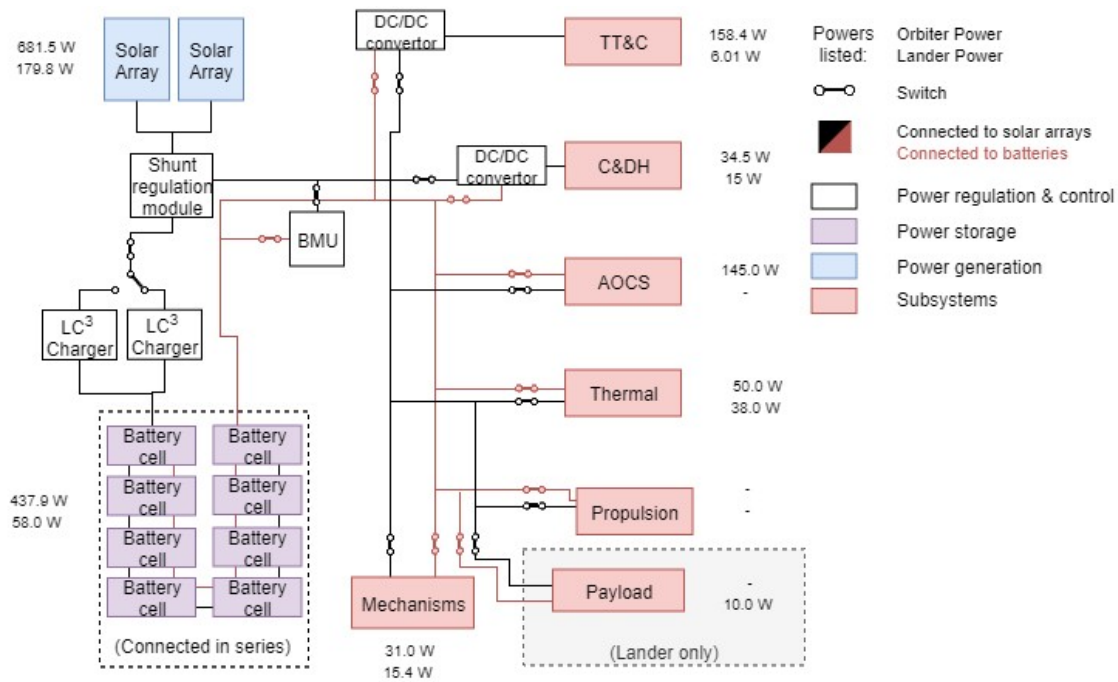 681.5 W
179.8 W
Solar
Array
Solar
Array
DC/DC
convertor
TT&C
158.4 W
6.01 W
Powers
listed:
Orbiter Power
Lander Power
Switch
Connected to solar arrays
Connected to batteries
Power regulation & control
Power storage
Power generation
Subsystems
Shunt
regulation
module
DC/DC
convertor
C&DH
34.5 W
15 W
BMU
AOCS
145.0 W
-
LC³
Charger
LC³
Charger
Thermal
50.0 W
38.0 W
437.9 W
58.0 W
Battery
cell
Battery
cell
Battery
cell
Battery
cell
Battery
cell
Battery
cell
Battery
cell
Battery
cell
(Connected in series)
Propulsion
-
-
Mechanisms
31.0 W
15.4 W
Payload
-
10.0 W
(Lander only)